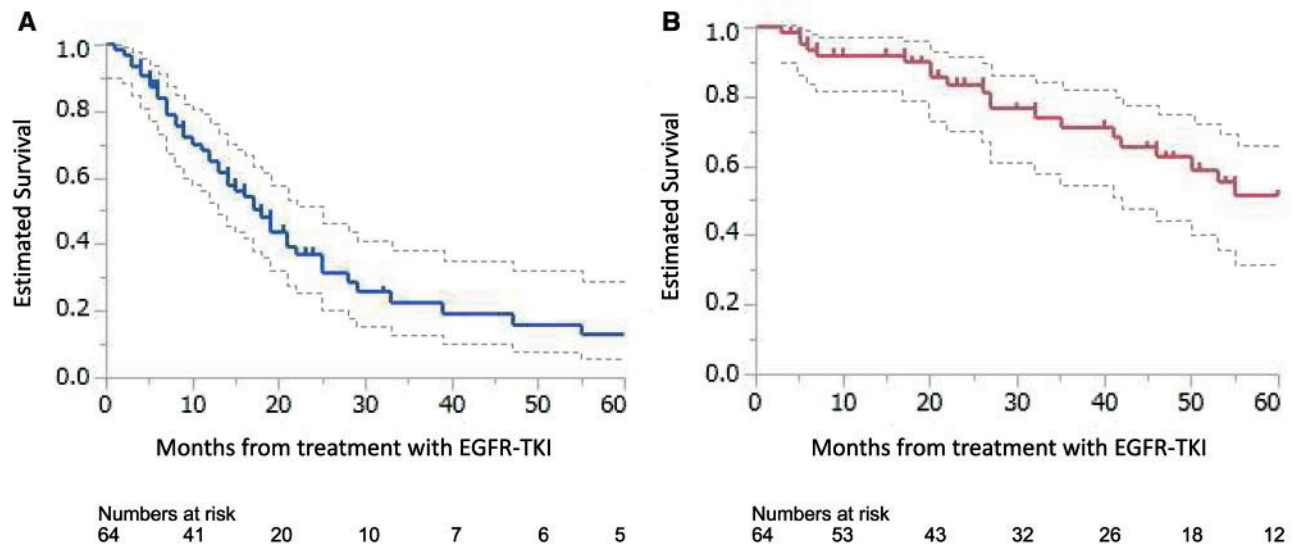 A
Estimated Survival
1.0
0.8
0.6
0.4
0.2
0.0
0 10 20 30 40 50 60
Months from treatment with EGFR-TKI
Numbers at risk
64 41 20 10 7 6 5
B
Estimated Survival
1.0
0.8
0.6
0.4
0.2
0.0
0 10 20 30 40 50 60
Months from treatment with EGFR-TKI
Numbers at risk
64 53 43 32 26 18 12